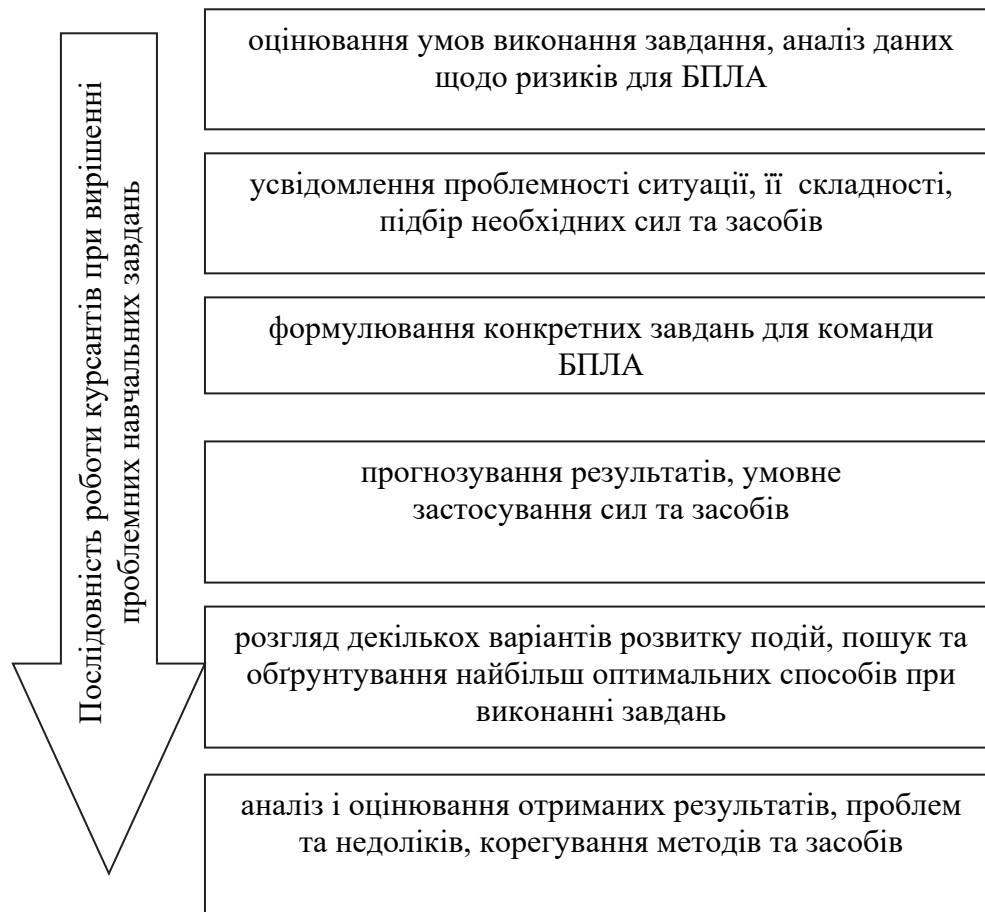 Послідовність роботи курсантів при вирішенні
проблемних навчальних завдань
оцінювання умов виконання завдання, аналіз даних
щодо ризиків для БПЛА
усвідомлення проблемності ситуації, її складності,
підбір необхідних сил та засобів
формулювання конкретних завдань для команди
БПЛА
прогнозування результатів, умовне
застосування сил та засобів
розгляд декількох варіантів розвитку подій, пошук та
обґрунтування найбільш оптимальних способів при
виконанні завдань
аналіз і оцінювання отриманих результатів, проблем
та недоліків, корегування методів та засобів